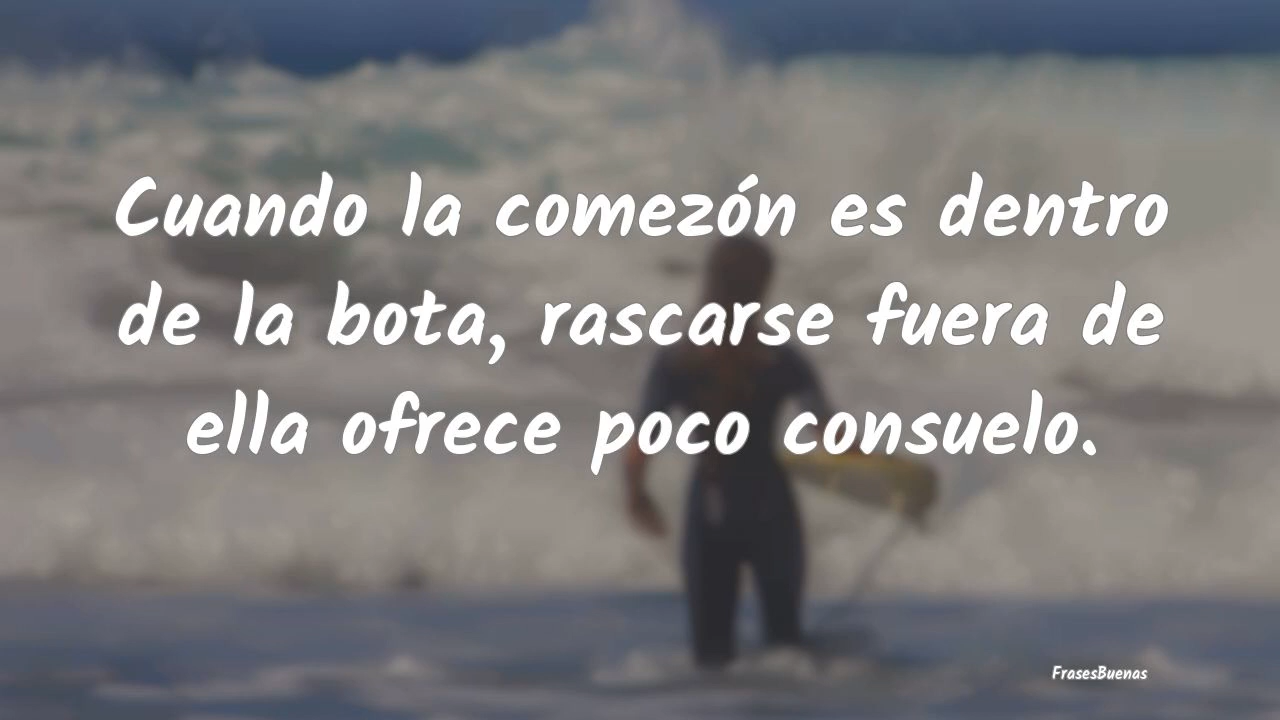 Cuando la comezón es dentro
de la bota, rascarse fuera de
ella ofrece poco consuelo.
FrasesBuenas